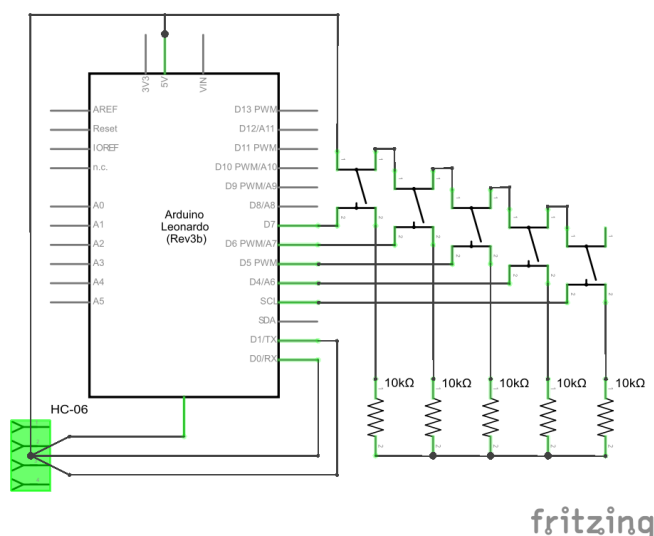 3V3
5V
VIN
AREF
Reset
IOREF
n.c.
A0
A1
A2
A3
A4
A5
Arduino
Leonardo
(Rev3b)
D13 PWM
D12/A11
D11 PWM
D10 PWM/A10
D9 PWM/A9
D8/A8
D7
D6 PWM/A7
D5 PWM
D4/A6
SCL
SDA
D1/TX
D0/RX
HC-06
10kΩ
10kΩ
10kΩ
10kΩ
10kΩ
fritzing